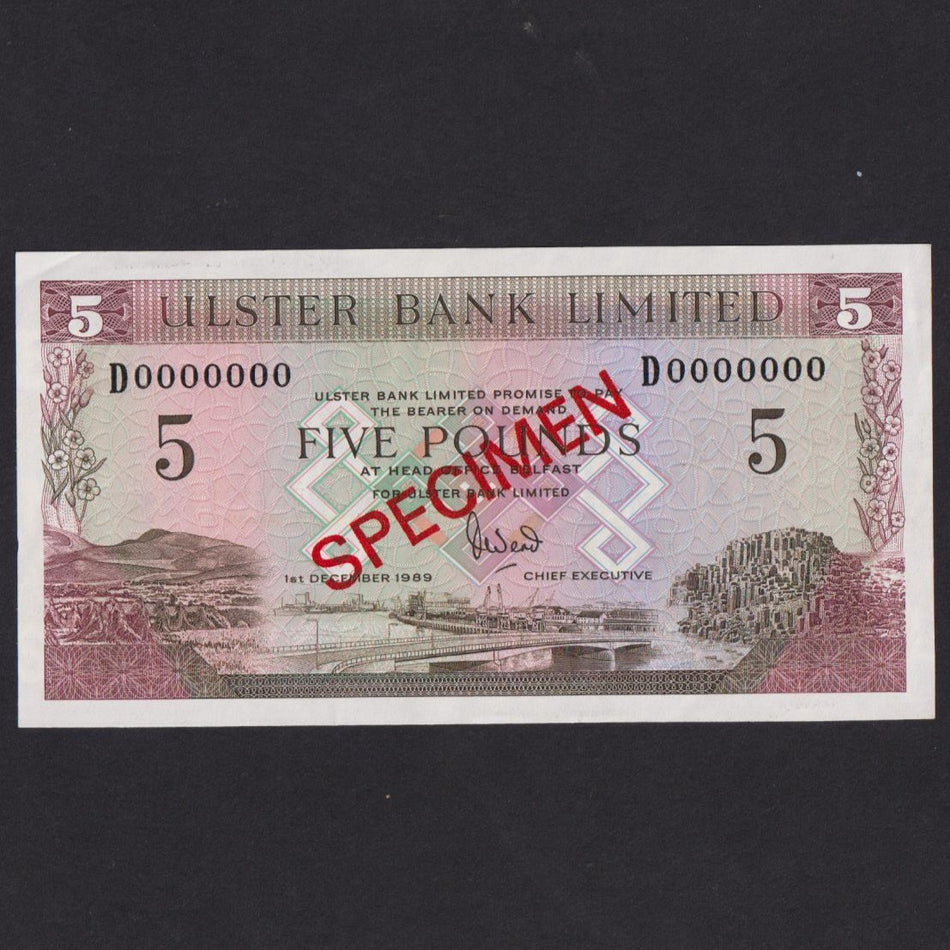 5 ULSTER BANK LIMITED 5
D0000000 D0000000
ULSTER BANK LIMITED PROMISE TO PAY
THE BEARER ON DEMAND
5 FIVE POUNDS 5
AT HEAD OFFICE BELFAST
FOR ULSTER BANK LIMITED
SPECIMEN
1st DECEMBER 1989 CHIEF EXECUTIVE